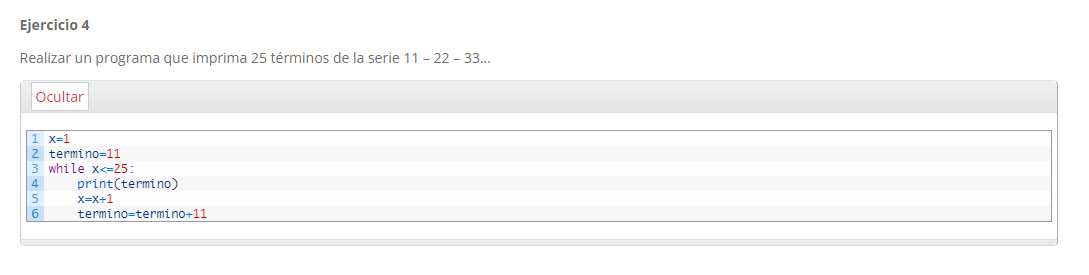 Ejercicio 4
Realizar un programa que imprima 25 términos de la serie 11 – 22 – 33...
Ocultar
1 x=1
2 termino=11
3 while x<=25:
4     print(termino)
5     x=x+1
6     termino=termino+11